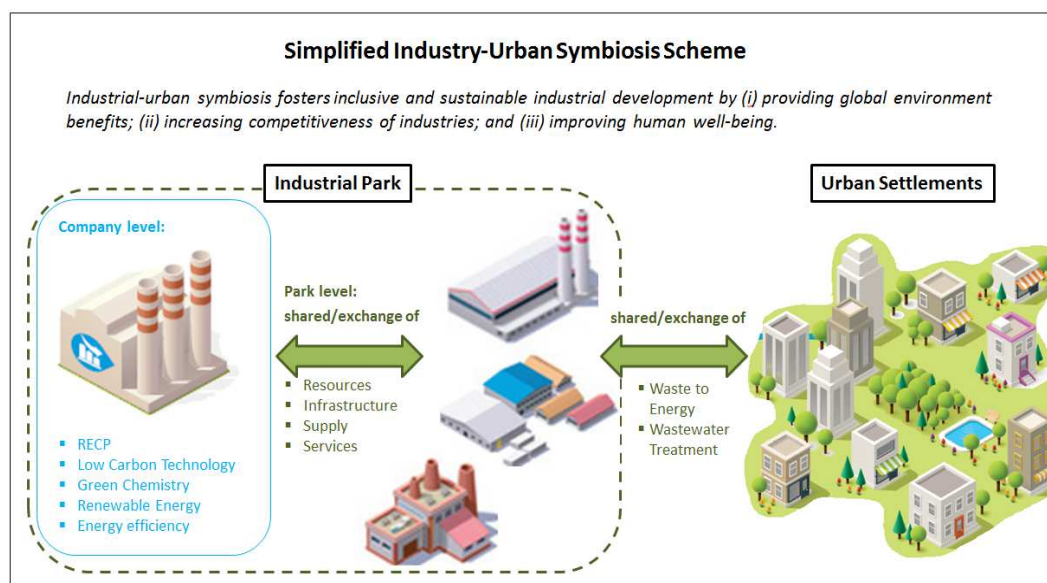 Simplified Industry-Urban Symbiosis Scheme
Industrial-urban symbiosis fosters inclusive and sustainable industrial development by (i) providing global environment
benefits; (ii) increasing competitiveness of industries; and (iii) improving human well-being.
Industrial Park
Urban Settlements
Company level:
▪ RECP
▪ Low Carbon Technology
▪ Green Chemistry
▪ Renewable Energy
▪ Energy efficiency
Park level:
shared/exchange of
▪ Resources
▪ Infrastructure
▪ Supply
▪ Services
shared/exchange of
▪ Waste to
Energy
▪ Wastewater
Treatment